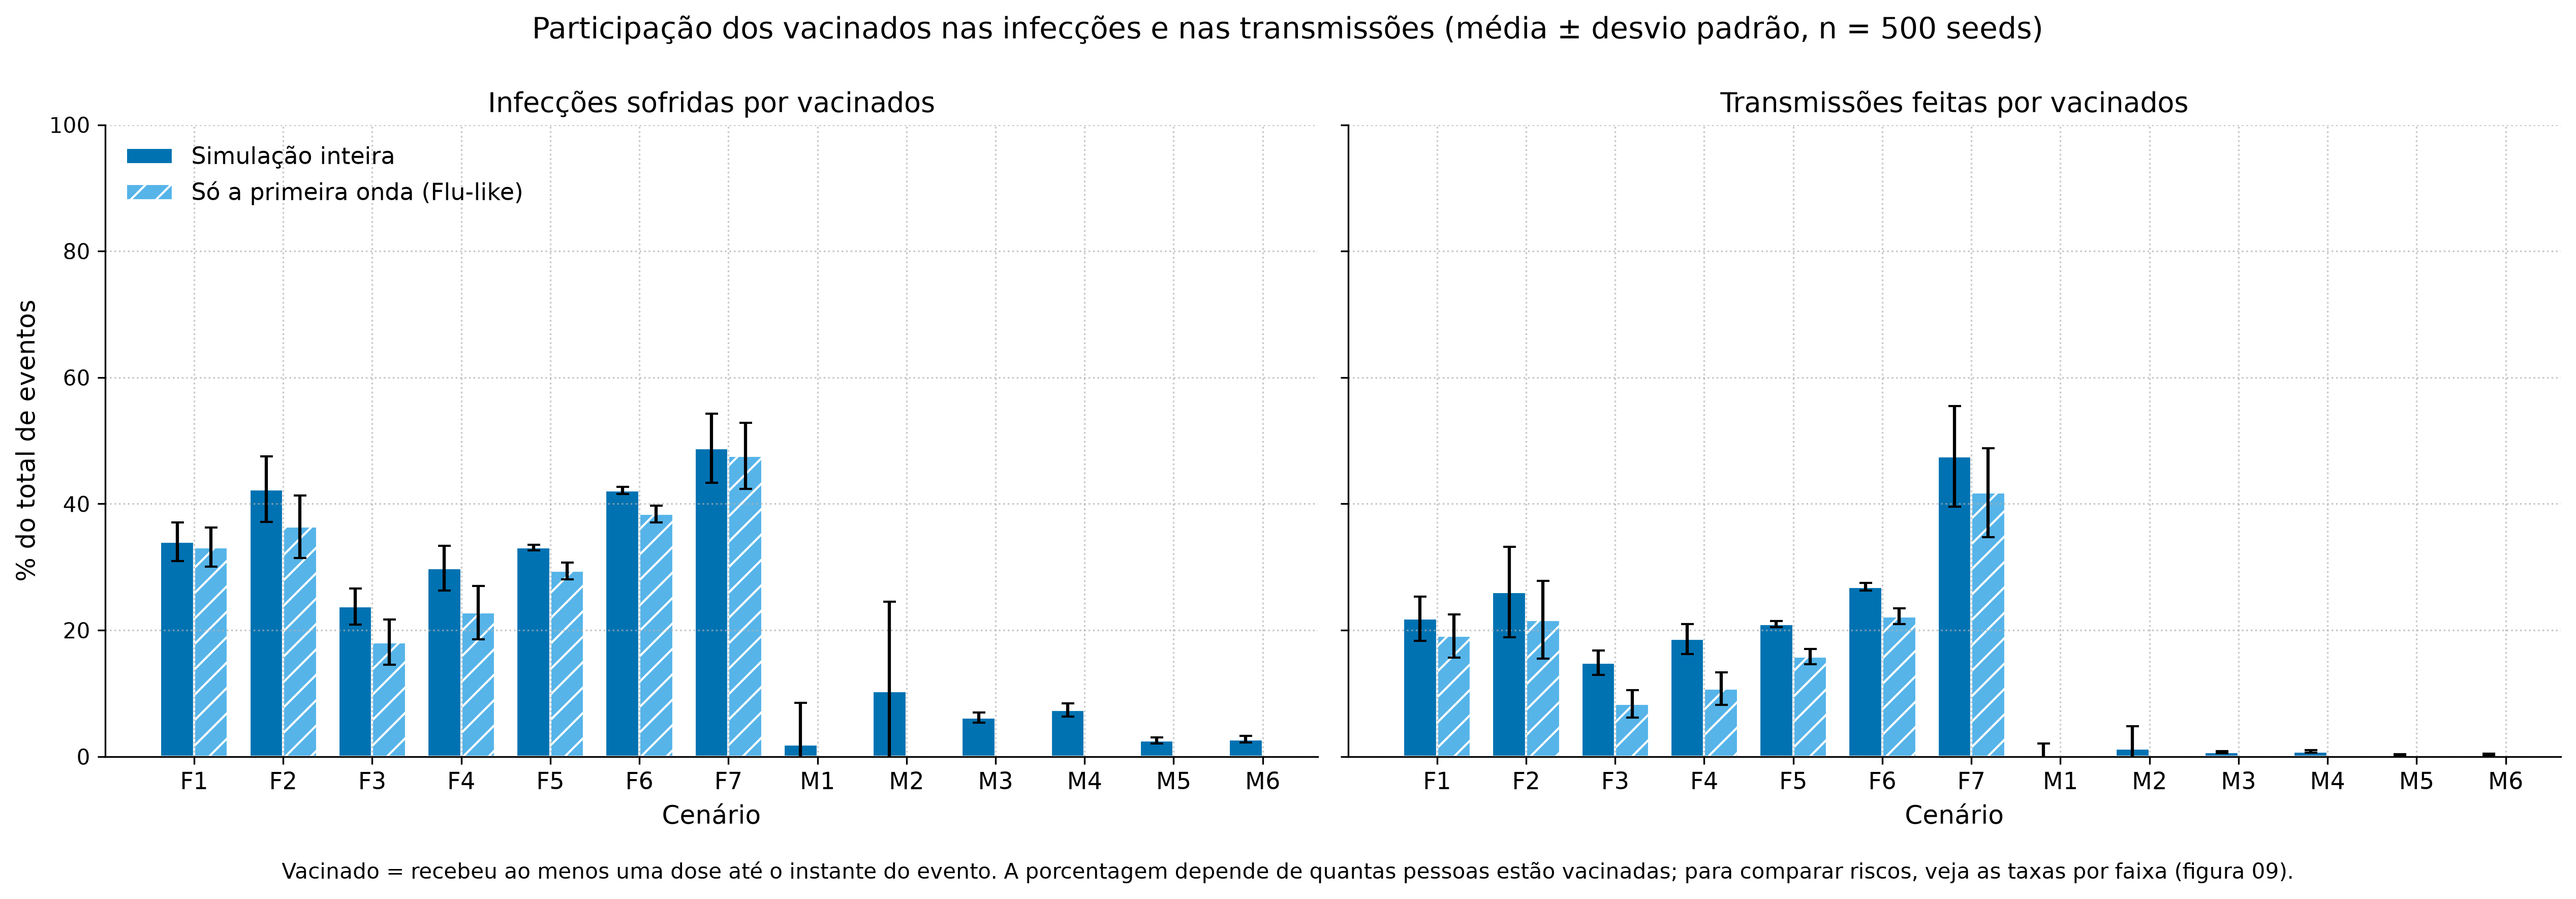 Participação dos vacinados nas infecções e nas transmissões (média ± desvio padrão, n = 500 seeds)
Infecções sofridas por vacinados
Simulação inteira
Só a primeira onda (Flu-like)
% do total de eventos
100
80
60
40
20
0
F1 F2 F3 F4 F5 F6 F7 M1 M2 M3 M4 M5 M6
Cenário
Transmissões feitas por vacinados
F1 F2 F3 F4 F5 F6 F7 M1 M2 M3 M4 M5 M6
Cenário
Vacinado = recebeu ao menos uma dose até o instante do evento. A porcentagem depende de quantas pessoas estão vacinadas; para comparar riscos, veja as taxas por faixa (figura 09).